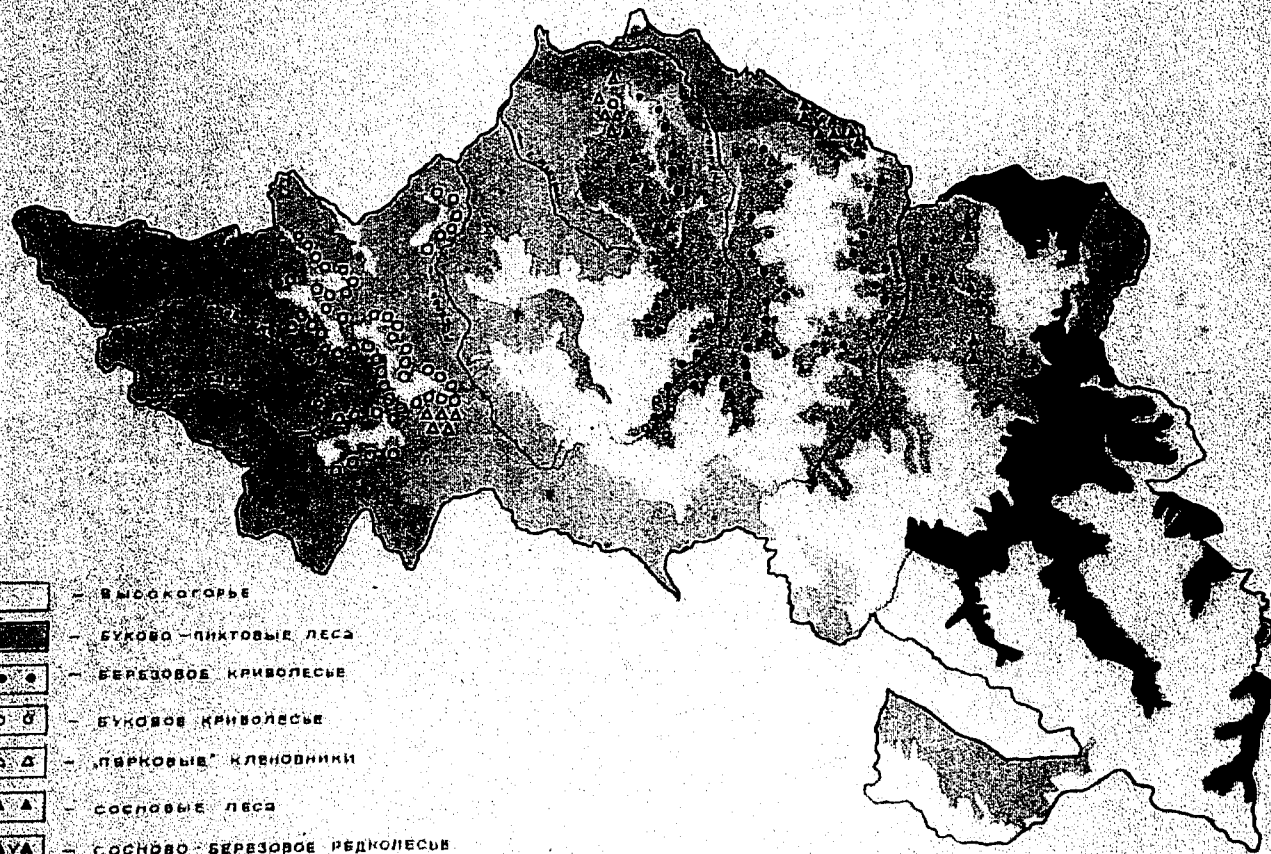 - ВЫСОКОГОРЬЕ
- БУКОВО-ПИХТОВЫЕ ЛЕСА
- БЕРЕЗОВОЕ КРИВОЛЕСЬЕ
- БУКОВОЕ КРИВОЛЕСЬЕ
- „ПАРКОВЫЕ" КЛЕНОВНИКИ
- СОСНОВЫЕ ЛЕСА
- СОСНОВО-БЕРЕЗОВОЕ РЕДКОЛЕСЬЕ